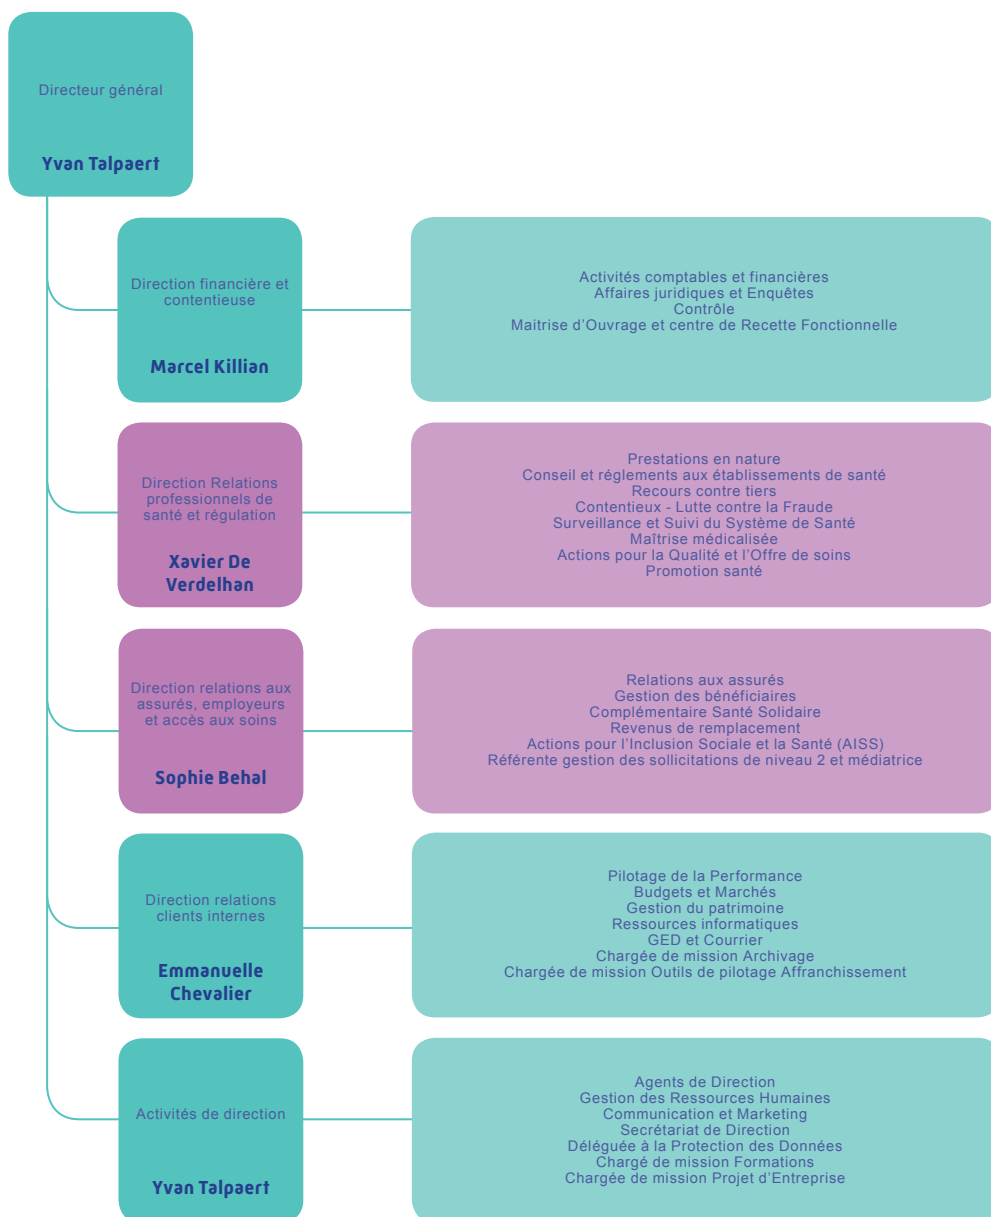 Directeur général
Yvan Talpaert
Direction financière et
contentieuse
Marcel Killian
Activités comptables et financières
Affaires juridiques et Enquêtes
Contrôle
Maitrise d'Ouvrage et centre de Recette Fonctionnelle
Direction Relations
professionnels de
santé et régulation
Xavier De
Verdelhan
Prestations en nature
Conseil et réglements aux établissements de santé
Recours contre tiers
Contentieux - Lutte contre la Fraude
Surveillance et Suivi du Système de Santé
Maîtrise médicalisée
Actions pour la Qualité et l'Offre de soins
Promotion santé
Direction relations aux
assurés, employeurs
et accès aux soins
Sophie Behal
Relations aux assurés
Gestion des bénéficiaires
Complémentaire Santé Solidaire
Revenus de remplacement
Actions pour l'Inclusion Sociale et la Santé (AISS)
Référente gestion des sollicitations de niveau 2 et médiatrice
Direction relations
clients internes
Emmanuelle
Chevalier
Pilotage de la Performance
Budgets et Marchés
Gestion du patrimoine
Ressources informatiques
GED et Courrier
Chargée de mission Archivage
Chargée de mission Outils de pilotage Affranchissement
Activités de direction
Yvan Talpaert
Agents de Direction
Gestion des Ressources Humaines
Communication et Marketing
Secrétariat de Direction
Déléguée à la Protection des Données
Chargé de mission Formations
Chargée de mission Projet d'Entreprise